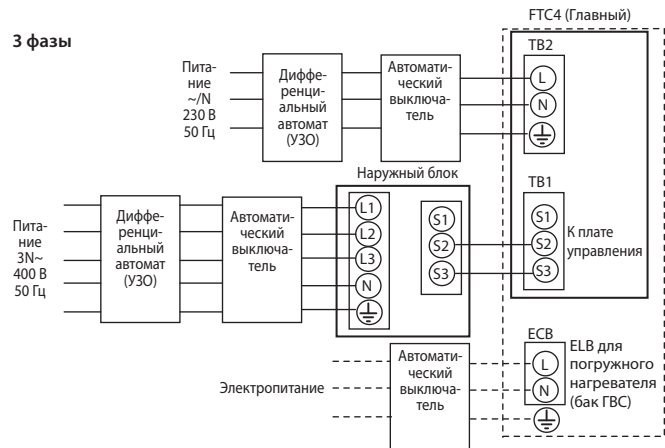 FTC4 (Главный)
3 фазы
TB2
Пита-
ние
~/N
230 В
50 Гц
Диффе-
ренци-
альный
автомат
(УЗО)
Автомати-
ческий
выключа-
тель
L
N
Наружный блок
TB1
Пита-
ние
3N~
400 В
50 Гц
Диффе-
ренци-
альный
автомат
(УЗО)
Автомати-
ческий
выключа-
тель
L1
L2
L3
N
S1
S2
S3
S1
S2
S3
К плате
управления
Электропитание
Автомати-
ческий
выключа-
тель
ECB
L
N
ELB для
погружного
нагревателя
(бак ГВС)